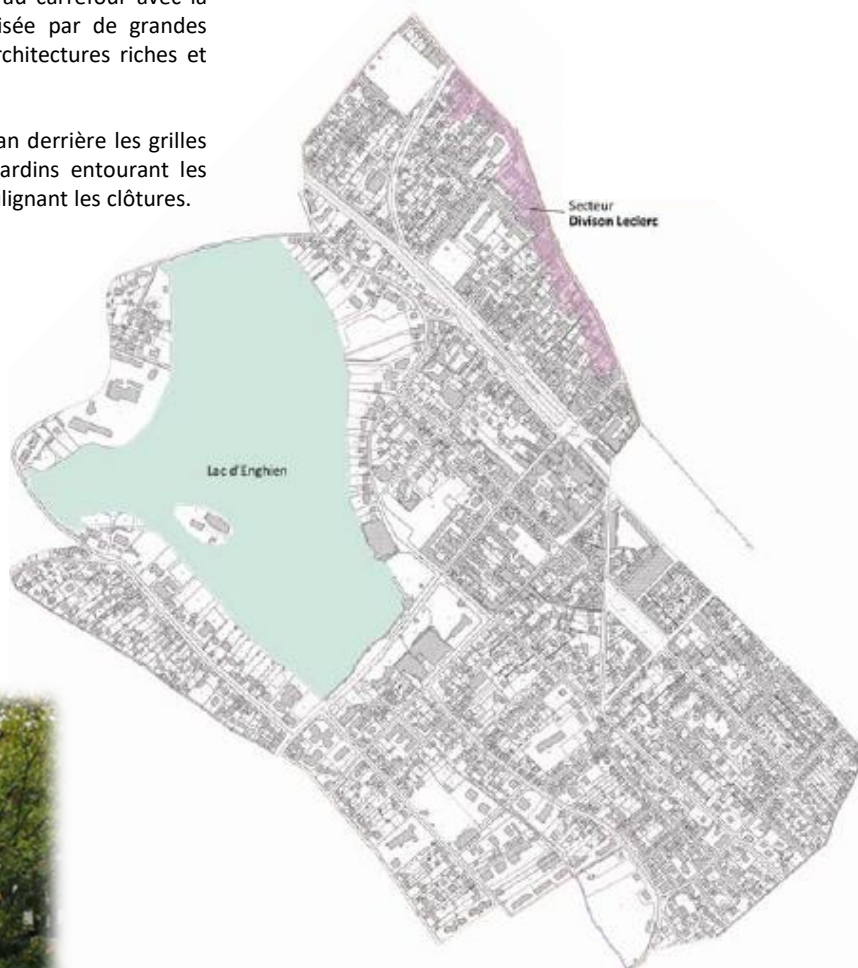 au carrefour avec la
isée par de grandes
rchitectures riches et
an derrière les grilles
ardins entourant les
ulignant les clôtures.
Secteur
Divison Leclerc
Lac d'Enghien